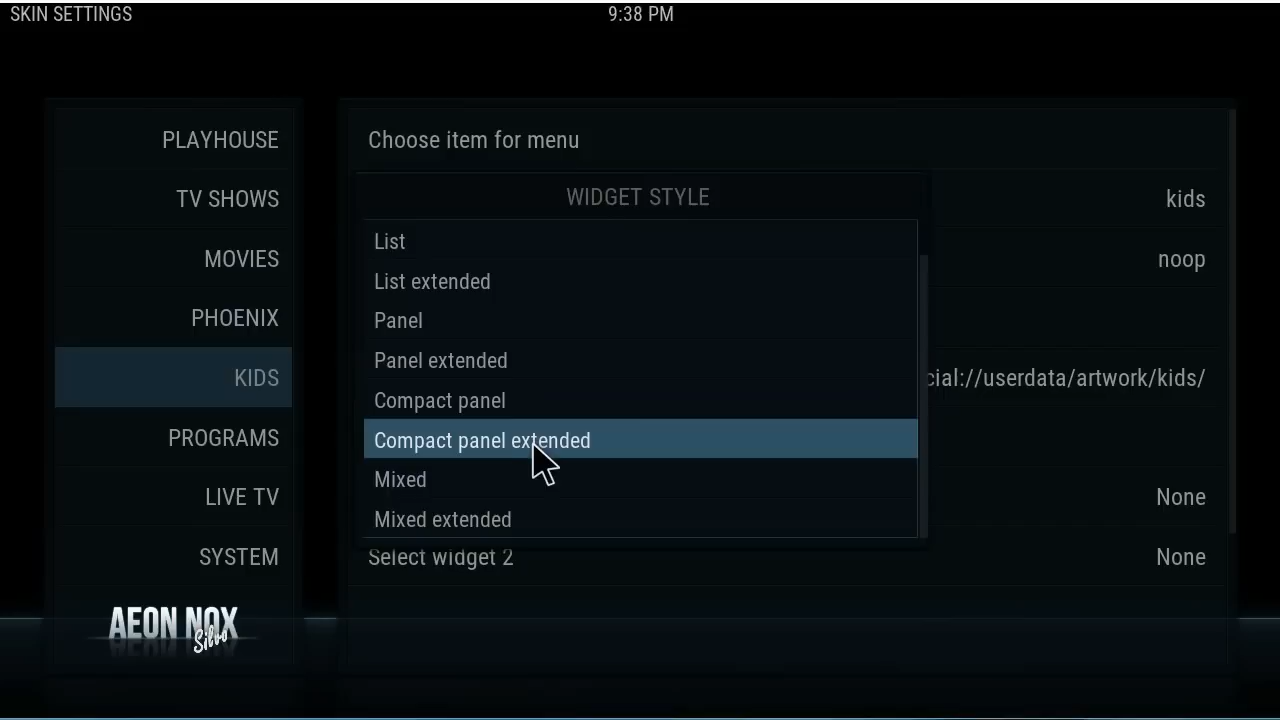 SKIN SETTINGS
9:38 PM
PLAYHOUSE
TV SHOWS
MOVIES
PHOENIX
KIDS
PROGRAMS
LIVE TV
SYSTEM
AEON NOX
Silvo
Choose item for menu
kids
noop
cial://userdata/artwork/kids/
None
Select widget 2
None
WIDGET STYLE
List
List extended
Panel
Panel extended
Compact panel
Compact panel extended
Mixed
Mixed extended